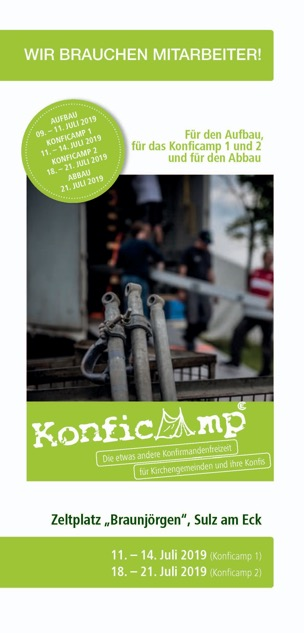 WIR BRAUCHEN MITARBEITER!
AUFBAU
09. – 11. JULI 2019
KONFICAMP 1
11. – 14. JULI 2019
KONFICAMP 2
18. – 21. JULI 2019
ABBAU
21. JULI 2019
Für den Aufbau,
für das Konficamp 1 und 2
und für den Abbau
Konficamp
Die etwas andere Konfirmandenfreizeit
für Kirchengemeinden und ihre Konfis
Zeltplatz „Braunjörgen“, Sulz am Eck
11. – 14. Juli 2019 (Konficamp 1)
18. – 21. Juli 2019 (Konficamp 2)